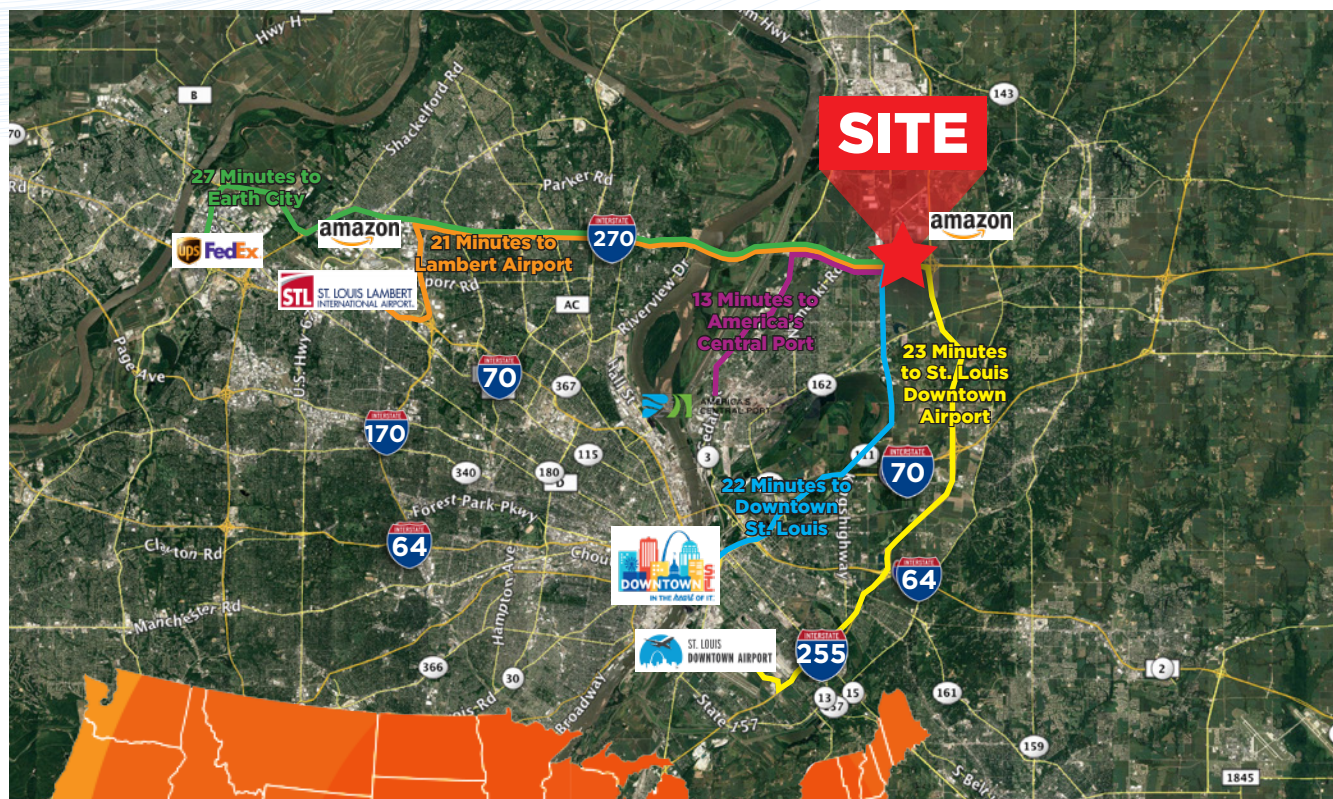 Hwy H
B
70
Rd
Shackelford Rd
Parker Rd
143
SITE
27 Minutes to
Earth City
ups
FedEx
amazon
21 Minutes to
Lambert Airport
INTERSTATE
270
amazon
STL
ST. LOUIS LAMBERT
INTERNATIONAL AIRPORT
AC
Riverview Dr
13 Minutes to
America's
Central Port
Page Ave
INTERSTATE
70
367
162
23 Minutes
to St. Louis
Downtown
Airport
AMERICA'S
CENTRAL PORT
INTERSTATE
170
115
3
340
180
D
INTERSTATE
70
22 Minutes to
Downtown
St. Louis
Forest Park Pkwy
INTERSTATE
64
Clayton Rd
Hampton Ave
DOWNTOWN
STL
IN THE heart OF IT.
INTERSTATE
64
Manchester Rd
ST. LOUIS
DOWNTOWN AIRPORT
INTERSTATE
255
366
30
Broadway
State 157
13
15
161
2
159
1845